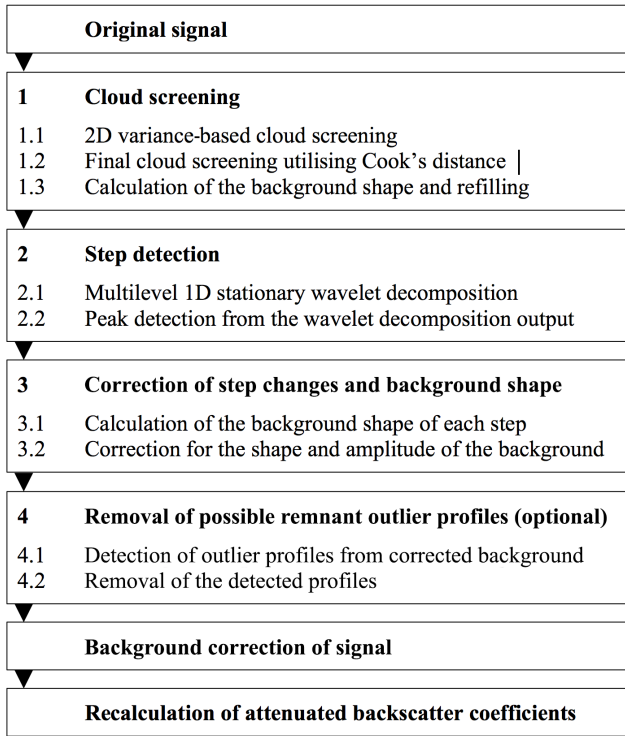 Original signal
1 Cloud screening
1.1 2D variance-based cloud screening
1.2 Final cloud screening utilising Cook's distance
1.3 Calculation of the background shape and refilling
2 Step detection
2.1 Multilevel 1D stationary wavelet decomposition
2.2 Peak detection from the wavelet decomposition output
3 Correction of step changes and background shape
3.1 Calculation of the background shape of each step
3.2 Correction for the shape and amplitude of the background
4 Removal of possible remnant outlier profiles (optional)
4.1 Detection of outlier profiles from corrected background
4.2 Removal of the detected profiles
Background correction of signal
Recalculation of attenuated backscatter coefficients